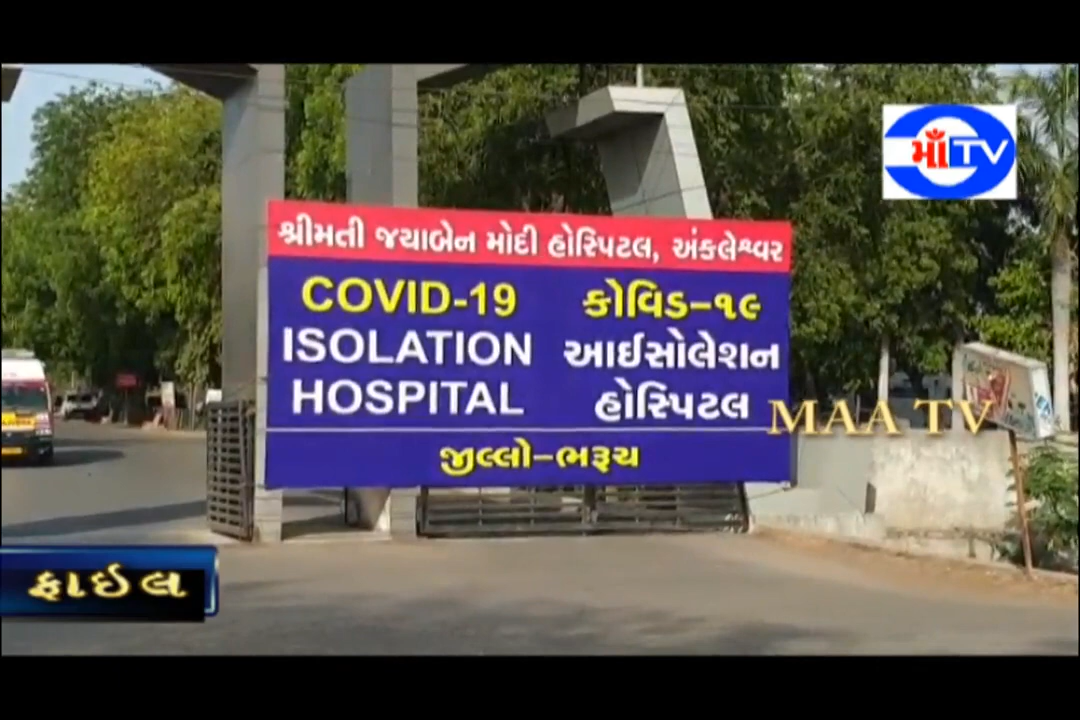 માઁ TV
શ્રીમતી જયાબેન મોદી હોસ્પિટલ, અંકલેશ્વર
COVID-19
ISOLATION
HOSPITAL
કોવિડ-૧૯
આઈસોલેશન
હોસ્પિટલ
જીલ્લો-ભરૂચ
MAA TV
ફાઈલ